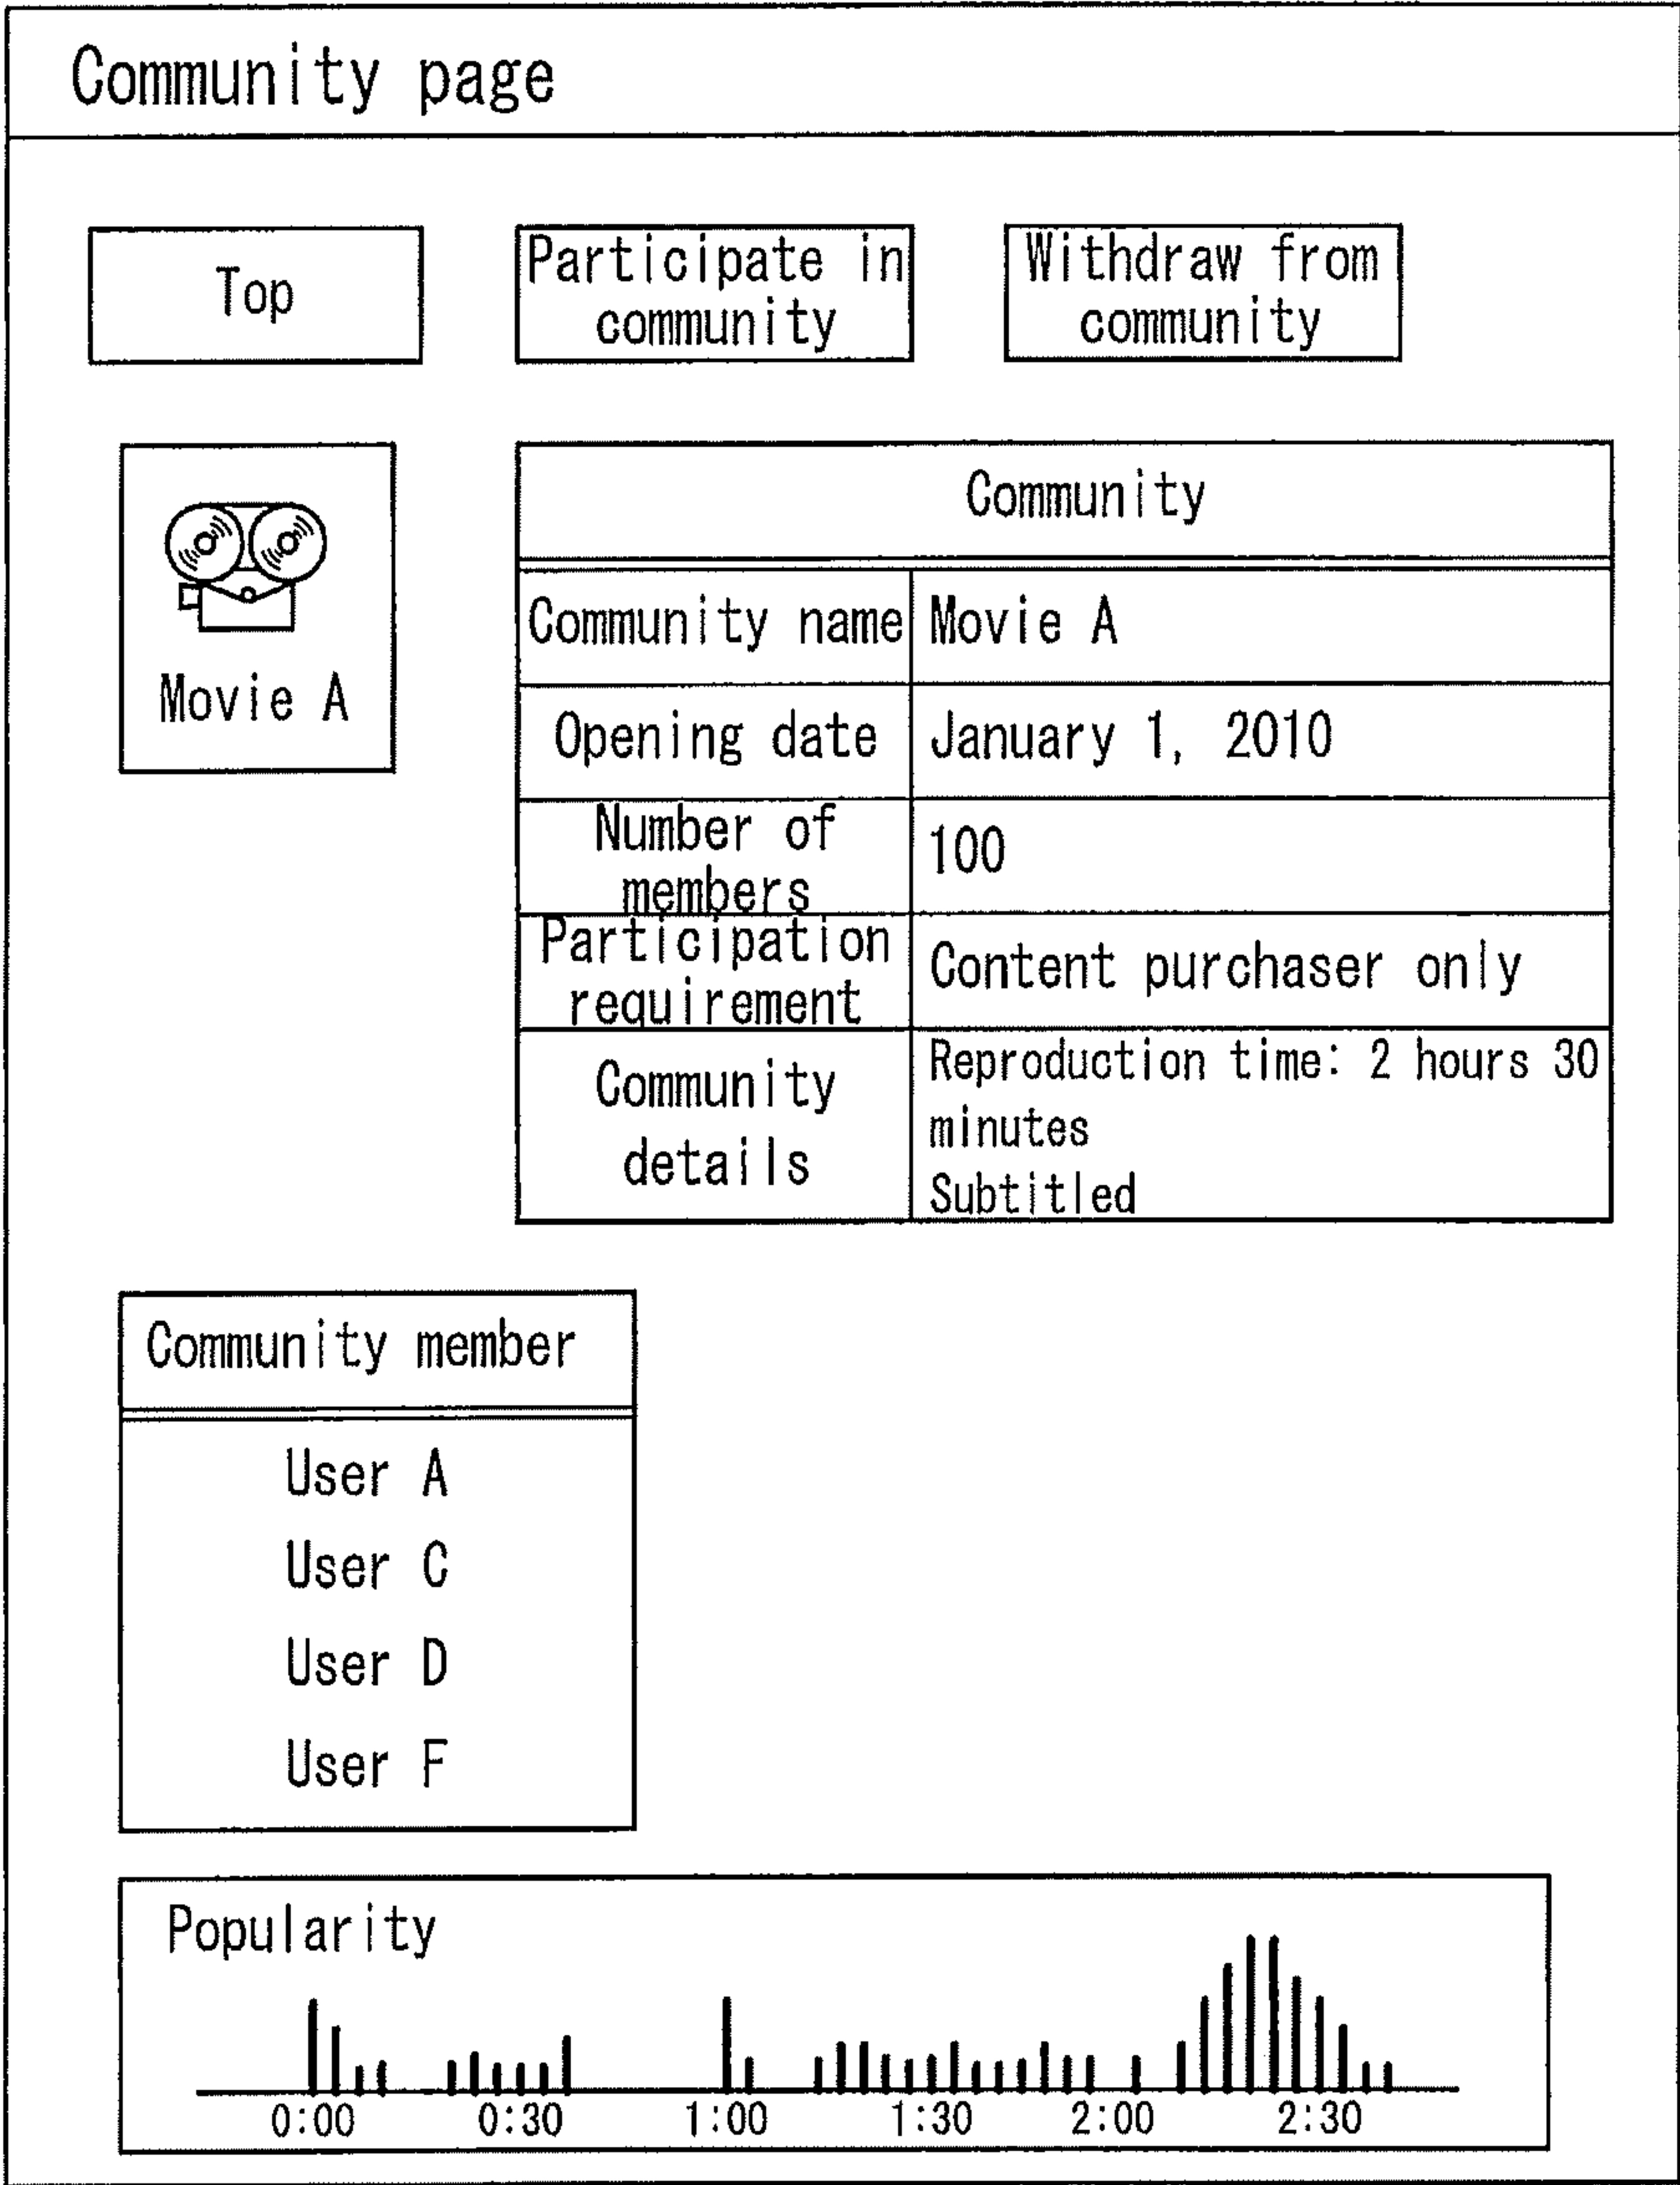 Community page
Top
Participate in
community
Withdraw from
community
Movie A
Community
Community name
Movie A
Opening date
January 1, 2010
Number of
members
100
Participation
requirement
Content purchaser only
Community
details
Reproduction time: 2 hours 30
minutes
Subtitled
Community member
User A
User C
User D
User F
Popularity
0:00 0:30 1:00 1:30 2:00 2:30